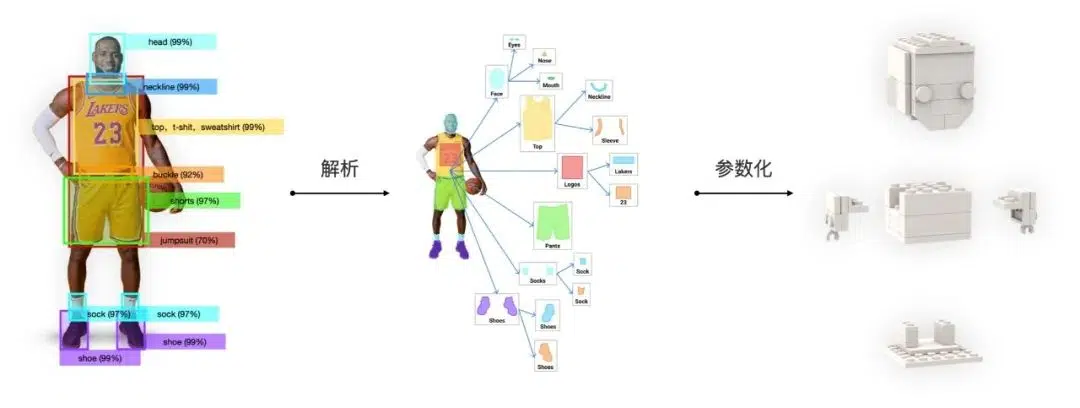 head (99%)
neckline (99%)
LAKERS
23
top, t-shit, sweatshirt (99%)
buckle (92%)
shorts (97%)
jumpsuit (70%)
sock (97%)
sock (97%)
shoe (99%)
shoe (99%)
解析
Eyes
Nose
Mouth
Face
Neckline
Top
Sleeve
Logos
Lakers
23
Pants
Socks
Sock
Sock
Shoes
Shoes
Shoes
参数化